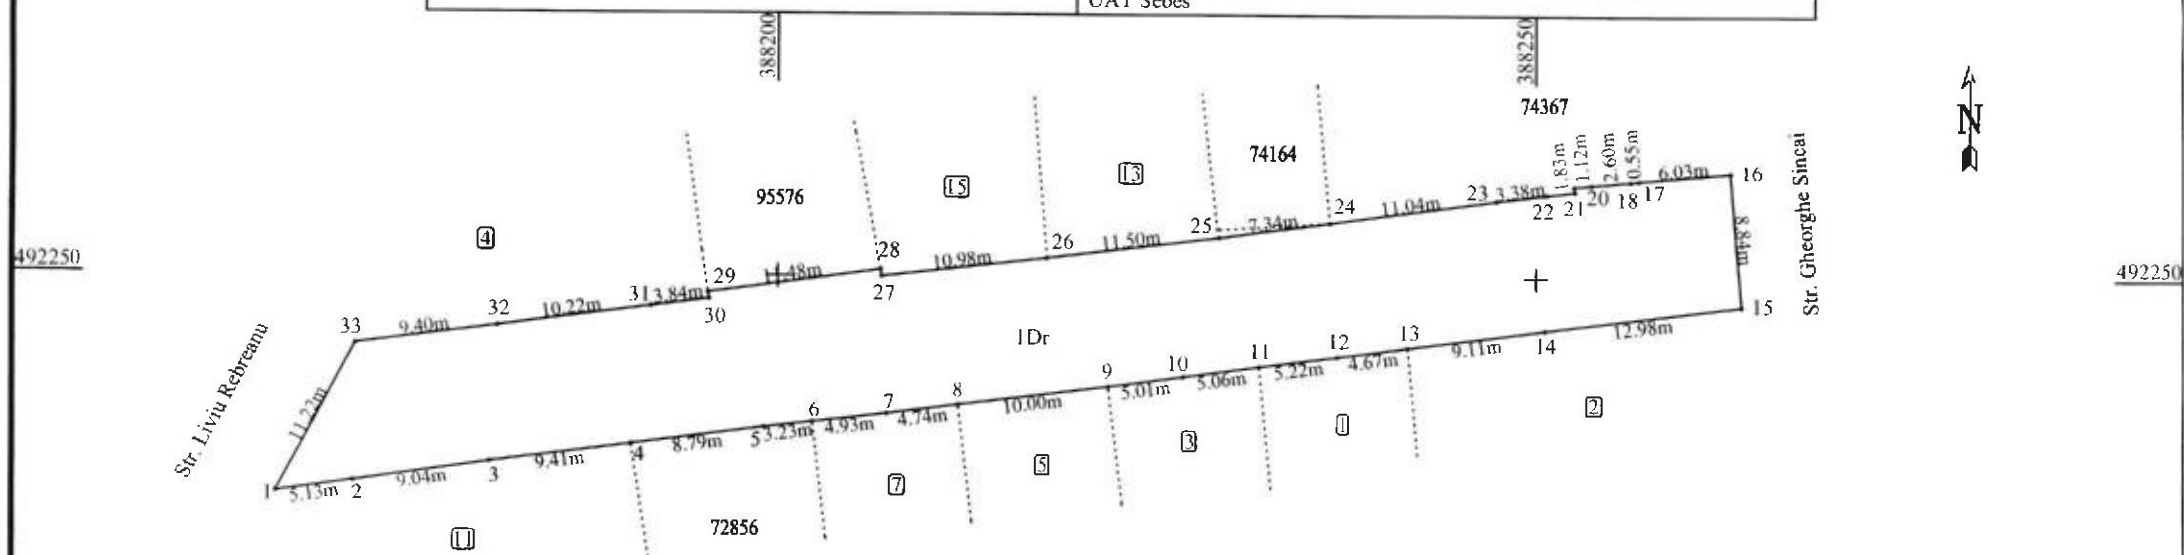 UAT Sebes
388200
388250
74367
N
1.83m 1.12m 2.60m 0.55m
74164
13
15
95576
4
Str. Gheorghe Sincai
6.03m 16
23 3.38m 22 21 20 18 17
24 11.04m
25 7.34m
26 11.50m
28 10.98m
27
29 11.48m
31 3.84m
30
32 10.22m
33 9.40m
8.84m
492250
492250
15
1Dr
Str. Liviu Rebreanu
11.22m
1 5.13m 2 9.04m 3 9.41m 4 8.79m 5 3.23m 6 4.93m 7 4.74m 8 10.00m 9 5.01m 10 5.06m 11 5.22m 12 4.67m 13 9.11m 14 12.98m
2
1
3
5
7
72856
11